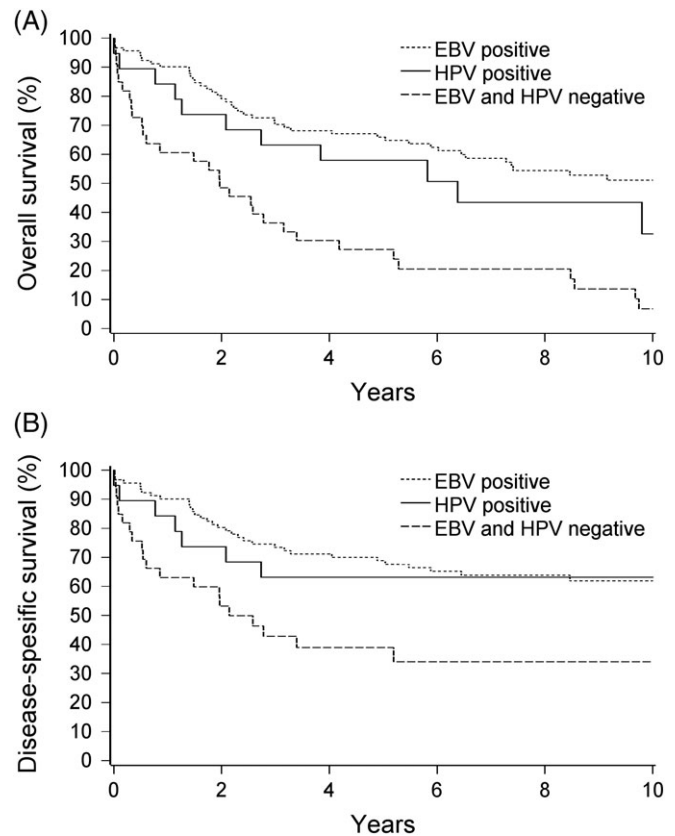 (A)
Overall survival (%)
100
90
80
70
60
50
40
30
20
10
0
EBV positive
HPV positive
EBV and HPV negative
0 2 4 6 8 10
Years
(B)
Disease-spesific survival (%)
100
90
80
70
60
50
40
30
20
10
0
EBV positive
HPV positive
EBV and HPV negative
0 2 4 6 8 10
Years